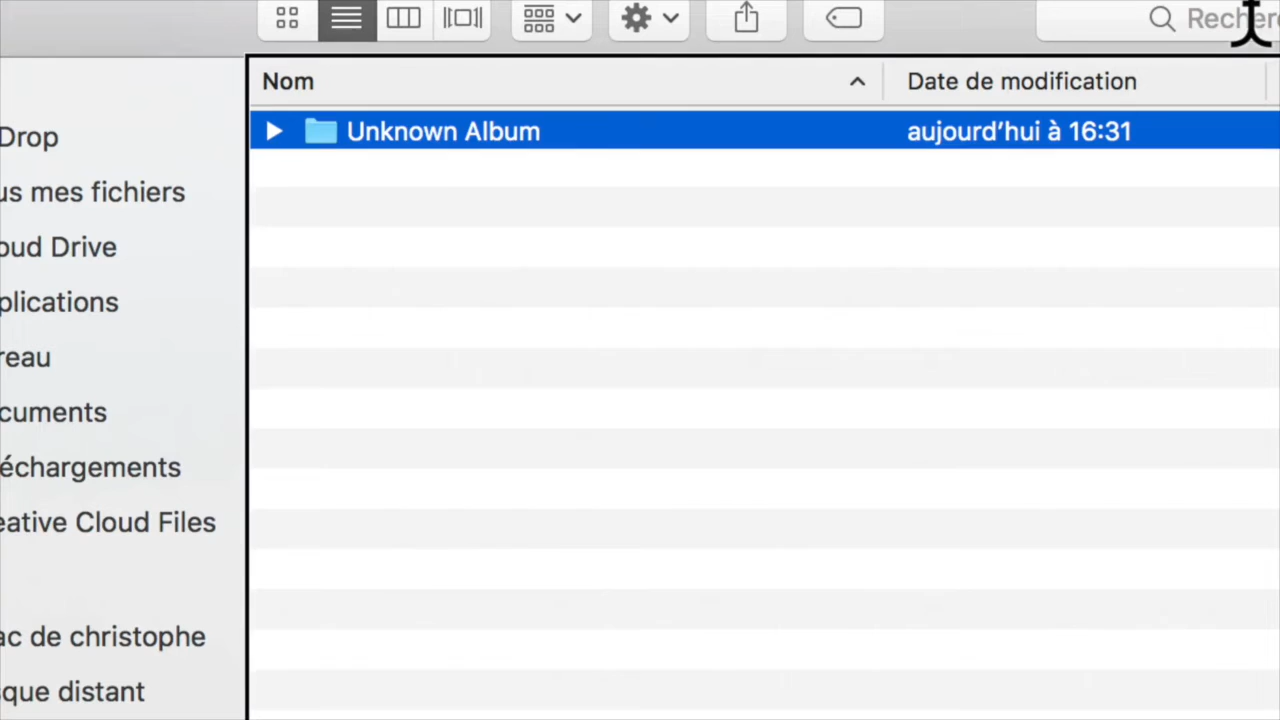 Recher
Nom
Date de modification
Unknown Album
aujourd’hui à 16:31
Drop
us mes fichiers
oud Drive
plications
reau
cuments
échargements
eative Cloud Files
ac de christophe
sque distant